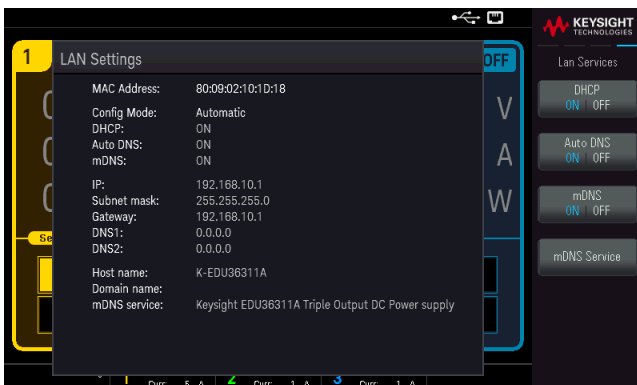 KEYSIGHT
TECHNOLOGIES
1
OFF
LAN Settings
Lan Services
MAC Address: 80:09:02:10:1D:18
Config Mode: Automatic
DHCP: ON
Auto DNS: ON
mDNS: ON
IP: 192.168.10.1
Subnet mask: 255.255.255.0
Gateway: 192.168.10.1
DNS1: 0.0.0.0
DNS2: 0.0.0.0
Host name: K-EDU36311A
Domain name:
mDNS service: Keysight EDU36311A Triple Output DC Power supply
V
A
W
Se
DHCP
ON | OFF
Auto DNS
ON | OFF
mDNS
ON | OFF
mDNS Service
1 2 3